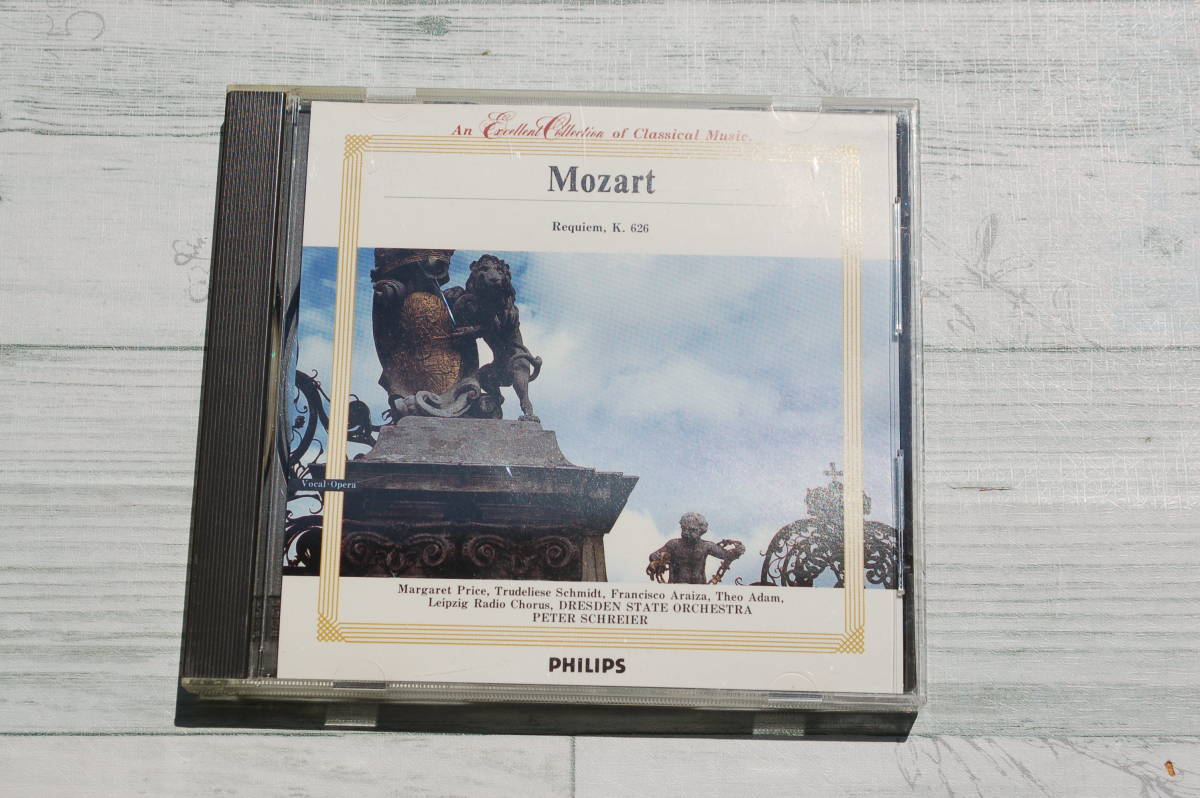 An Excellent Collection of Classical Music.
Mozart
Requiem, K. 626
Vocal·Opera
Margaret Price, Trudeliese Schmidt, Francisco Araiza, Theo Adam,
Leipzig Radio Chorus, DRESDEN STATE ORCHESTRA
PETER SCHREIER
PHILIPS